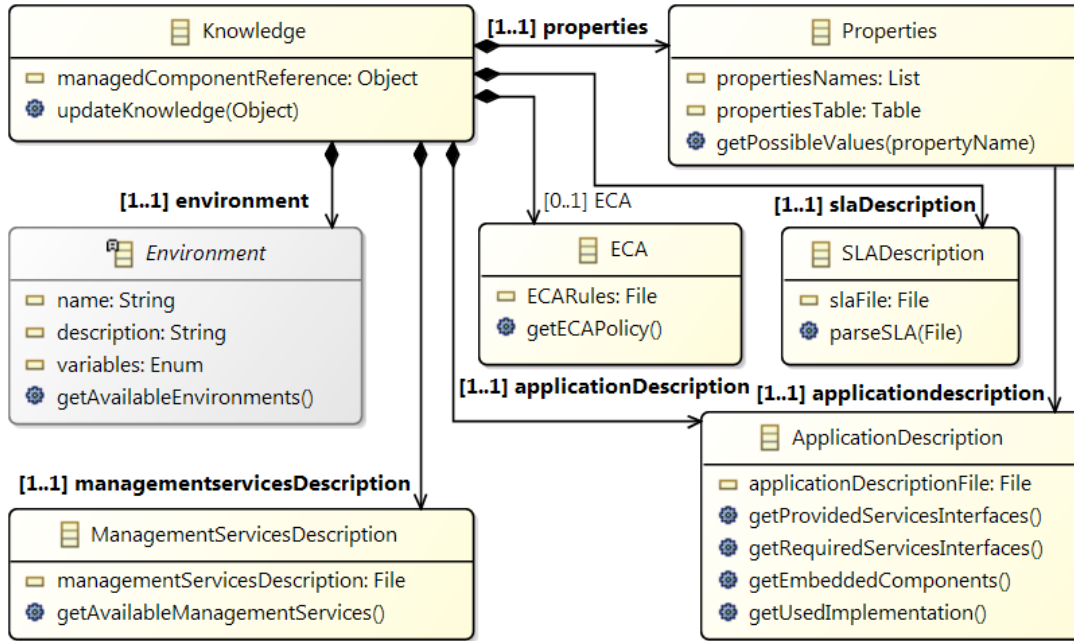 Knowledge
managedComponentReference: Object
updateKnowledge(Object)
[1..1] properties
Properties
propertiesNames: List
propertiesTable: Table
getPossibleValues(propertyName)
[1..1] environment
[0..1] ECA
[1..1] slaDescription
Environment
name: String
description: String
variables: Enum
getAvailableEnvironments()
ECA
ECARules: File
getECAPolicy()
SLADescription
slaFile: File
parseSLA(File)
[1..1] applicationDescription
[1..1] applicationdescription
ApplicationDescription
applicationDescriptionFile: File
getProvidedServicesInterfaces()
getRequiredServicesInterfaces()
getEmbeddedComponents()
getUsedImplementation()
[1..1] managementservicesDescription
ManagementServicesDescription
managementServicesDescription: File
getAvailableManagementServices()